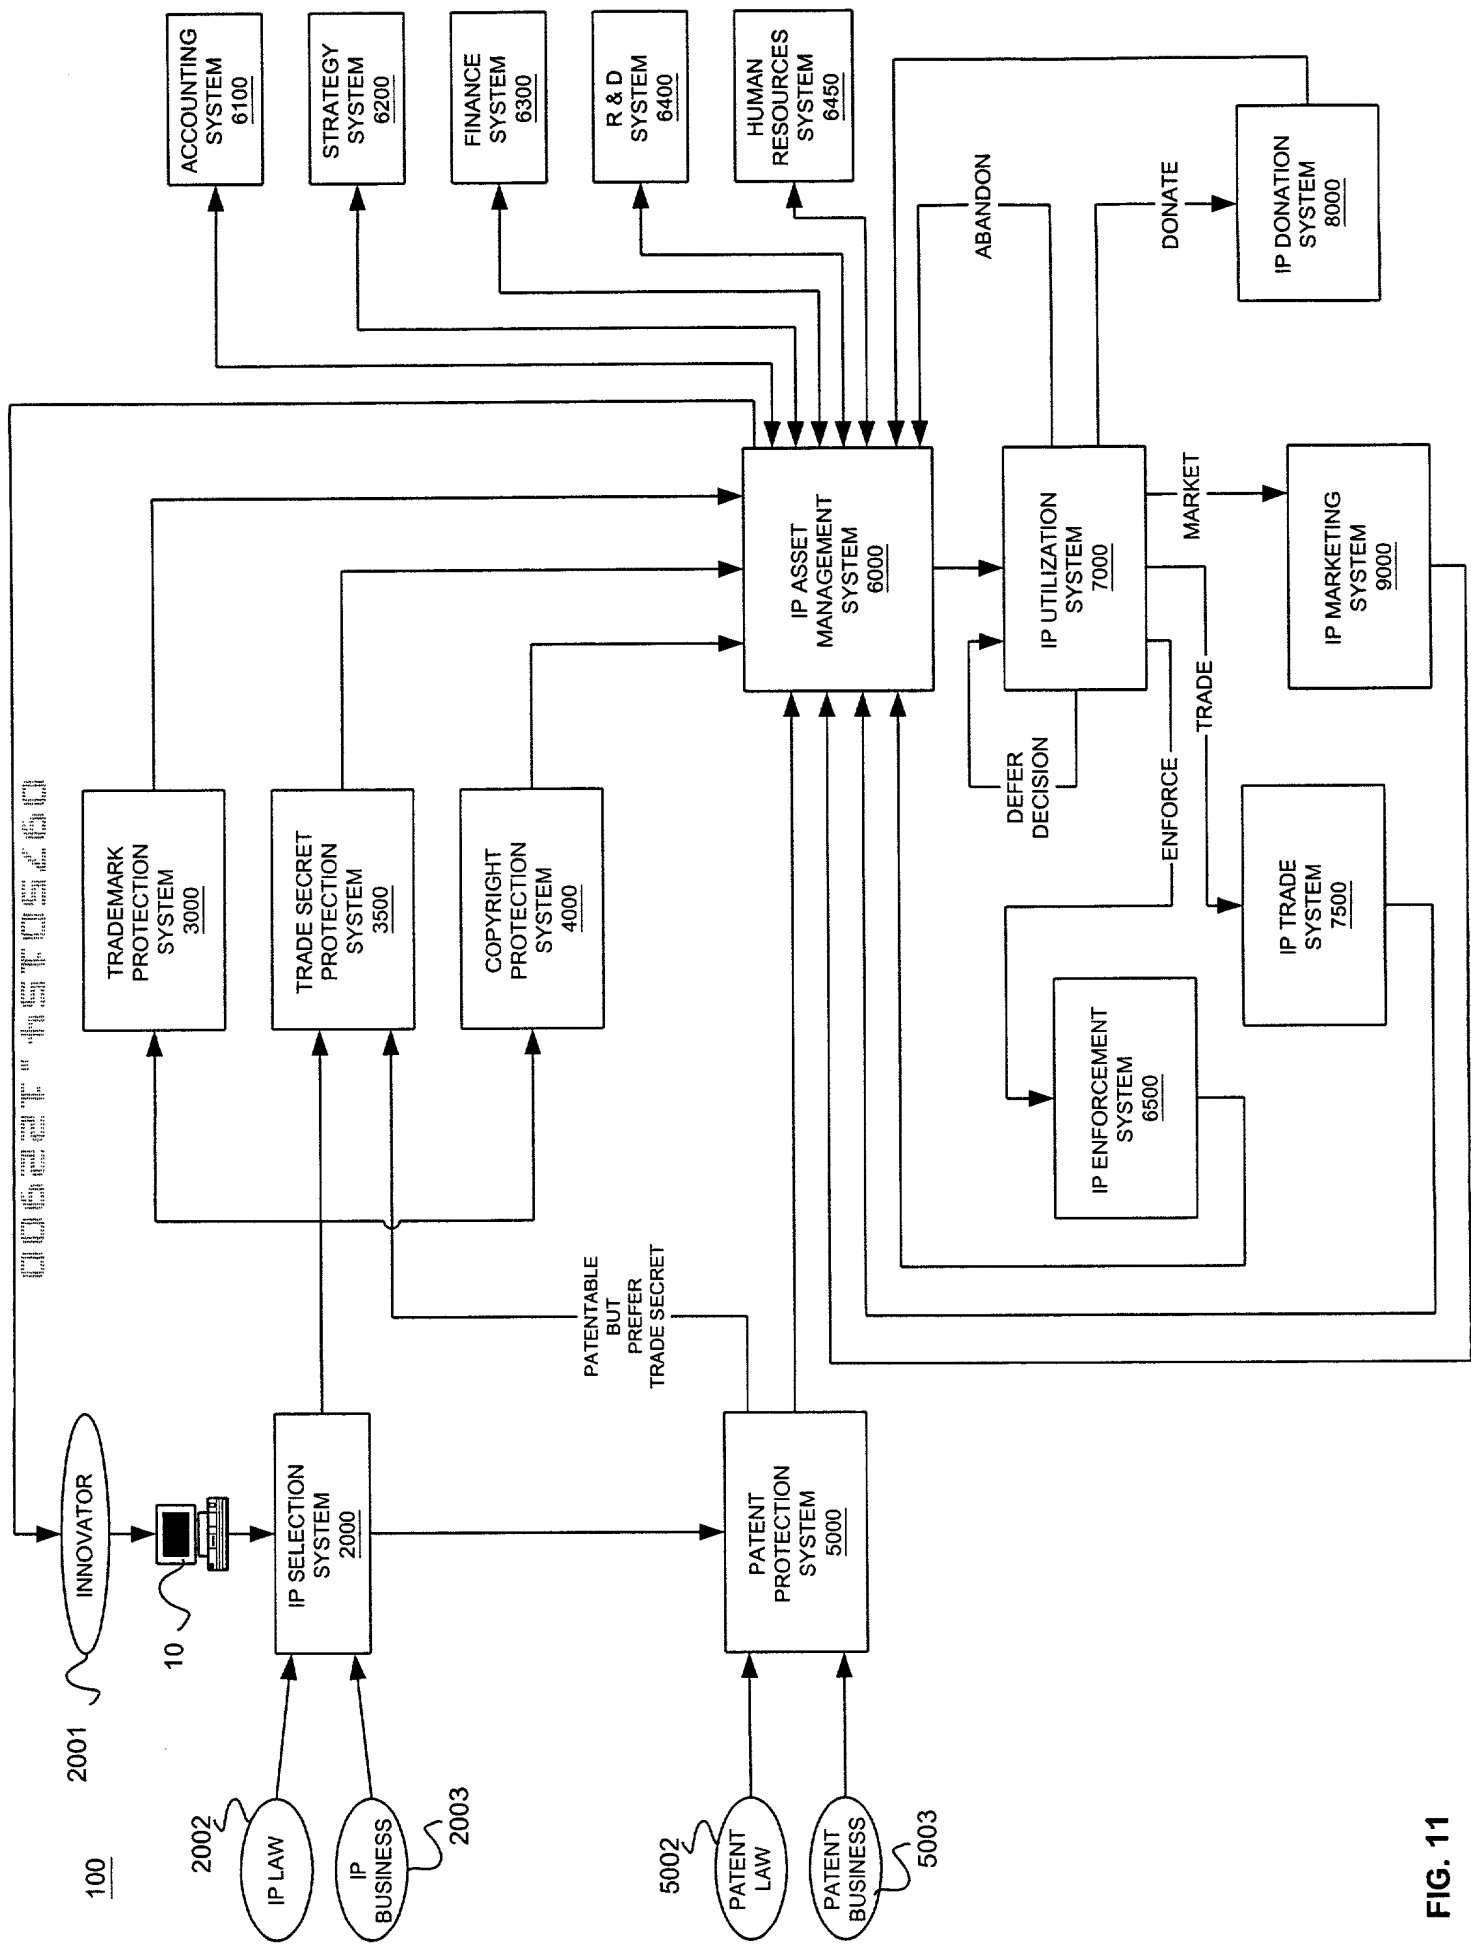 100
2001
INNOVATOR
10
2002
IP LAW
IP
BUSINESS
2003
IP SELECTION
SYSTEM
2000
TRADEMARK
PROTECTION
SYSTEM
3000
TRADE SECRET
PROTECTION
SYSTEM
3500
COPYRIGHT
PROTECTION
SYSTEM
4000
ACCOUNTING
SYSTEM
6100
STRATEGY
SYSTEM
6200
FINANCE
SYSTEM
6300
R & D
SYSTEM
6400
HUMAN
RESOURCES
SYSTEM
6450
PATENTABLE
BUT
PREFER
TRADE SECRET
5002
PATENT
LAW
PATENT
BUSINESS
5003
PATENT
PROTECTION
SYSTEM
5000
IP ASSET
MANAGEMENT
SYSTEM
6000
ABANDON
DEFER
DECISION
IP UTILIZATION
SYSTEM
7000
DONATE
ENFORCE
TRADE
MARKET
IP ENFORCEMENT
SYSTEM
6500
IP TRADE
SYSTEM
7500
IP MARKETING
SYSTEM
9000
IP DONATION
SYSTEM
8000
FIG. 11